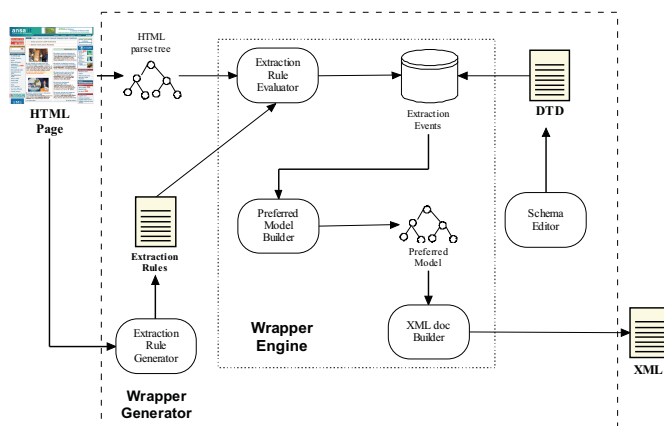 ansa
HTML
parse tree
HTML
Page
Extraction
Rule
Evaluator
Extraction
Events
DTD
Extraction
Rules
Preferred
Model
Builder
Preferred
Model
Schema
Editor
Extraction
Rule
Generator
Wrapper
Engine
XML doc
Builder
XML
Wrapper
Generator